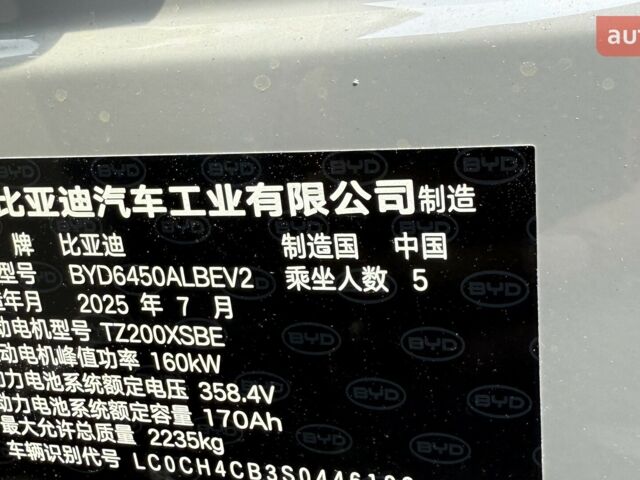 au
比亚迪汽车工业有限公司制造
牌 比亚迪 制造国 中国
型号 BYD6450ALBEV2 乘坐人数 5
年月 2025 年 7 月
动电机型号 TZ200XSBE
动电机峰值功率 160kW
动力电池系统额定电压 358.4V
动力电池系统额定容量 170Ah
最大允许总质量 2235kg
车辆识别代号 LC0CH4CB3S0446